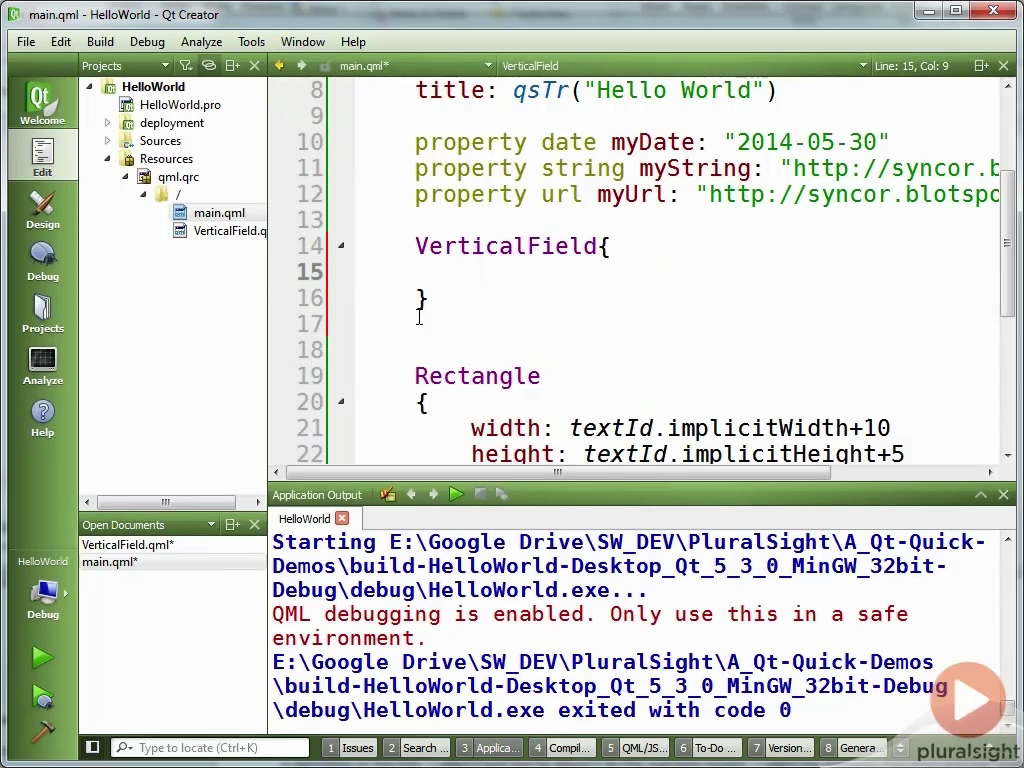 main.qml - HelloWorld - Qt Creator
File Edit Build Debug Analyze Tools Window Help
Projects
main.qml*
VerticalField
Line: 15, Col: 9
Welcome
Edit
Design
Debug
Projects
Analyze
Help
HelloWorld
Debug
HelloWorld
HelloWorld.pro
deployment
Sources
Resources
qml.qrc
/
main.qml
VerticalField.q
8 title: qsTr("Hello World")
9
10 property date myDate: "2014-05-30"
11 property string myString: "http://syncor.b
12 property url myUrl: "http://syncor.blotspo
13
14 VerticalField{
15
16 }
17
18
19 Rectangle
20 {
21 width: textId.implicitWidth+10
22 height: textId.implicitHeight+5
Open Documents
VerticalField.qml*
main.qml*
Application Output
HelloWorld
Starting E:\Google Drive\SW_DEV\PluralSight\A_Qt-Quick-
Demos\build-HelloWorld-Desktop_Qt_5_3_0_MinGW_32bit-
Debug\debug\HelloWorld.exe...
QML debugging is enabled. Only use this in a safe
environment.
E:\Google Drive\SW_DEV\PluralSight\A_Qt-Quick-Demos
\build-HelloWorld-Desktop_Qt_5_3_0_MinGW_32bit-Debug
\debug\HelloWorld.exe exited with code 0
Type to locate (Ctrl+K)
1 Issues
2 Search ...
3 Applica...
4 Compil...
5 QML/JS...
6 To-Do ...
7 Version...
8 Genera...
pluralsight